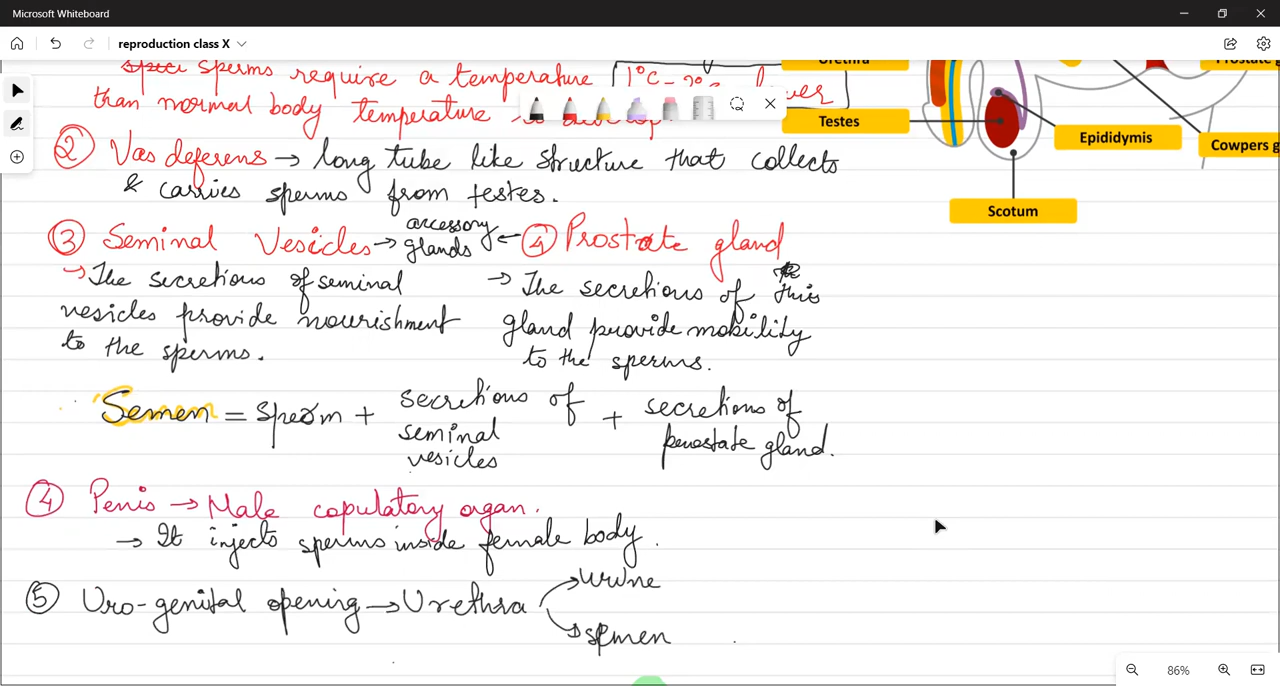 Microsoft Whiteboard
reproduction class X
sperms require a temperature 1°C - lower
than normal body temperature to develop
② Vas deferens → long tube like structure that collects
& carries sperms from testes.
③ Seminal Vesicles → accessory glands ← ④ Prostate gland
→ The secretions of seminal
vesicles provide nourishment
to the sperms.
→ The secretions of this
gland provide mobility
to the sperms.
Semen = Sperm + secretions of seminal vesicles + secretions of prostate gland.
④ Penis → Male copulatory organ.
→ It injects sperms inside female body.
⑤ Uro-genital opening → Urethra
→ Urine
→ semen
Urethra
Testes
Epididymis
Scotum
Prostate g
Cowpers g
86%